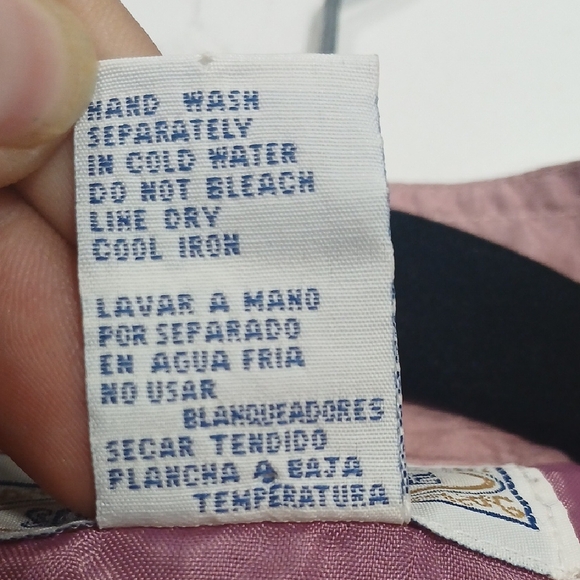 HAND WASH
SEPARATELY
IN COLD WATER
DO NOT BLEACH
LINE DRY
COOL IRON
LAVAR A MANO
POR SEPARADO
EN AGUA FRIA
NO USAR
BLANQUEADORES
SECAR TENDIDO
PLANCHA A BAJA
TEMPERATURA